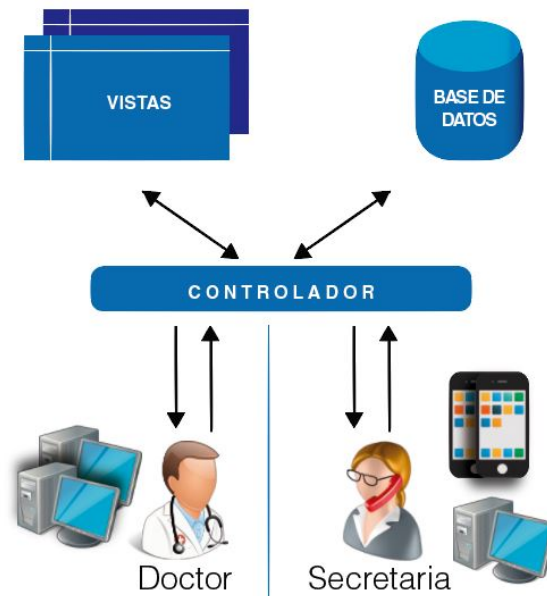 VISTAS
BASE DE
DATOS
CONTROLADOR
Doctor
Secretaria